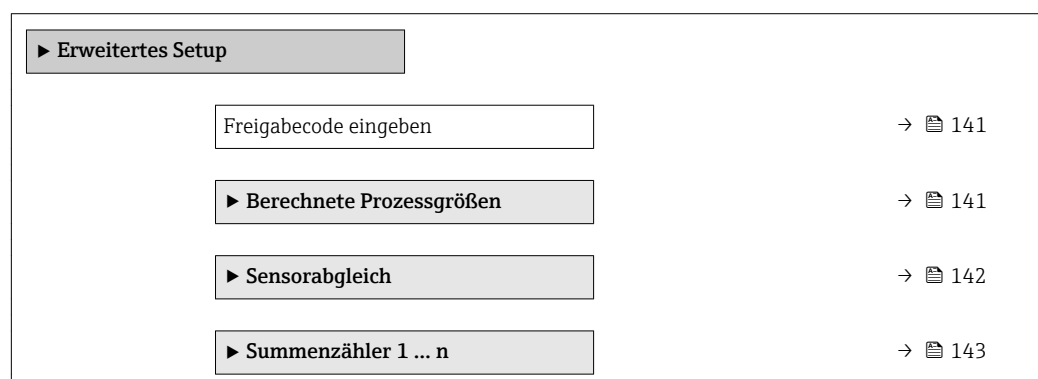 ▶ Erweitertes Setup
Freigabecode eingeben → 141
▶ Berechnete Prozessgrößen → 141
▶ Sensorabgleich → 142
▶ Summenzähler 1 … n → 143